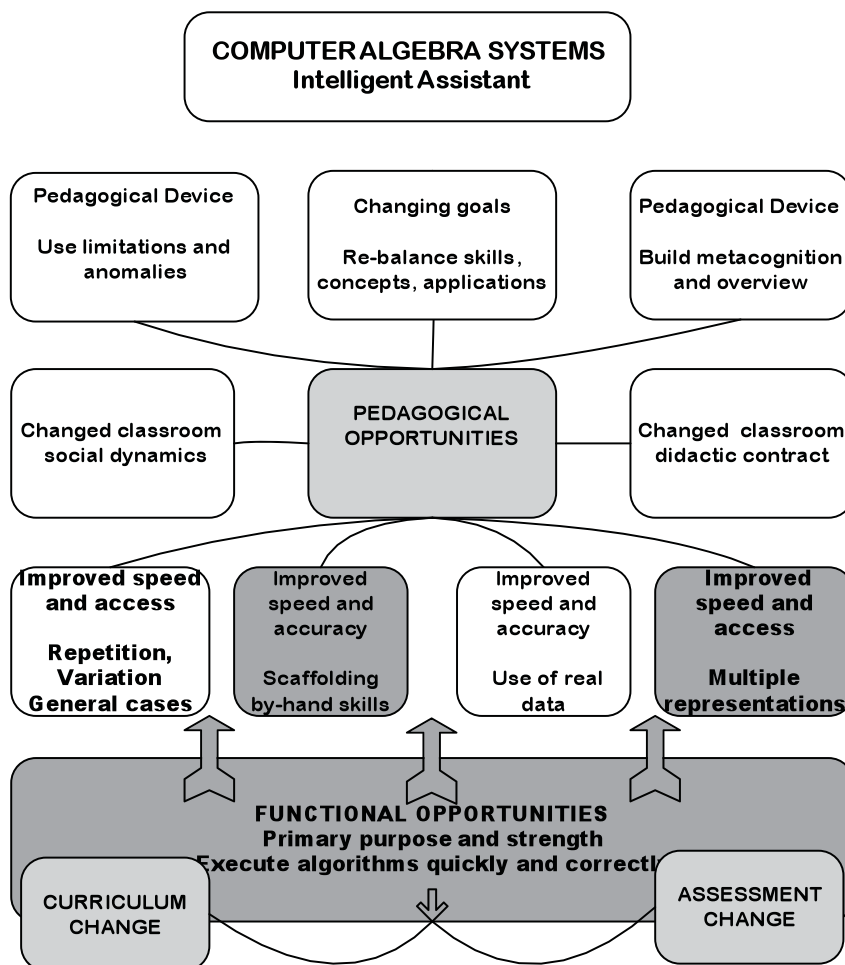 COMPUTER ALGEBRA SYSTEMS
Intelligent Assistant
Pedagogical Device
Use limitations and
anomalies
Changing goals
Re-balance skills,
concepts, applications
Pedagogical Device
Build metacognition
and overview
Changed classroom
social dynamics
PEDAGOGICAL
OPPORTUNITIES
Changed classroom
didactic contract
Improved speed
and access
Repetition,
Variation
General cases
Improved
speed and
accuracy
Scaffolding
by-hand skills
Improved
speed and
accuracy
Use of real
data
Improved
speed and
access
Multiple
representations
FUNCTIONAL OPPORTUNITIES
Primary purpose and strength
Execute algorithms quickly and correctly
CURRICULUM
CHANGE
ASSESSMENT
CHANGE